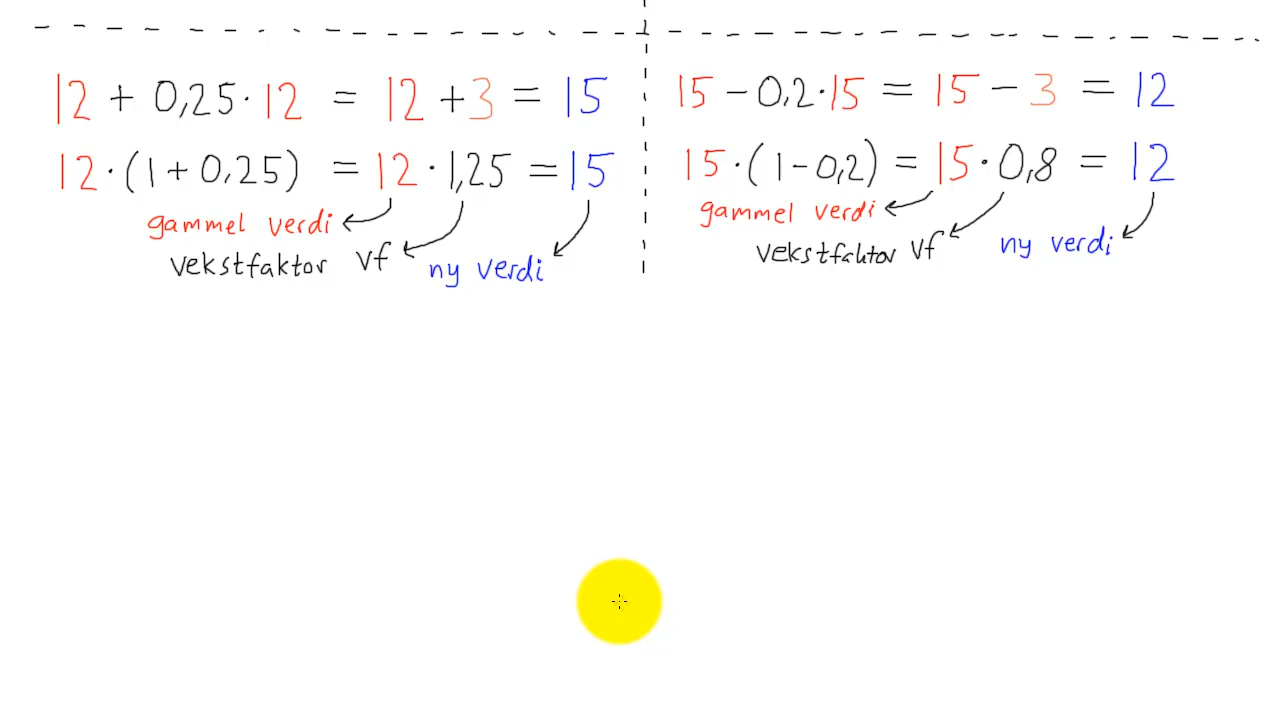 12 + 0,25 · 12 = 12 + 3 = 15
12 · (1 + 0,25) = 12 · 1,25 = 15
gammel verdi
vekstfaktor vf
ny verdi
15 − 0,2 · 15 = 15 − 3 = 12
15 · (1 − 0,2) = 15 · 0,8 = 12
gammel verdi
vekstfaktor vf
ny verdi